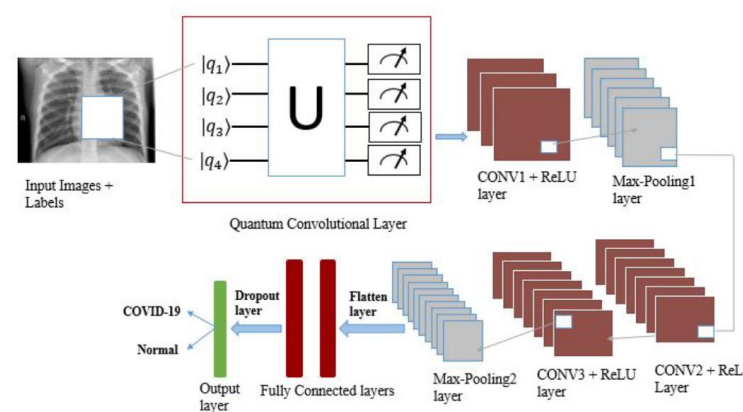 |q1⟩
|q2⟩
|q3⟩
|q4⟩
U
Input Images +
Labels
Quantum Convolutional Layer
CONV1 + ReLU
layer
Max-Pooling1
layer
COVID-19
Normal
Output
layer
Dropout
layer
Fully Connected layers
Flatten
layer
Max-Pooling2
layer
CONV3 + ReLU
layer
CONV2 + ReL
Layer